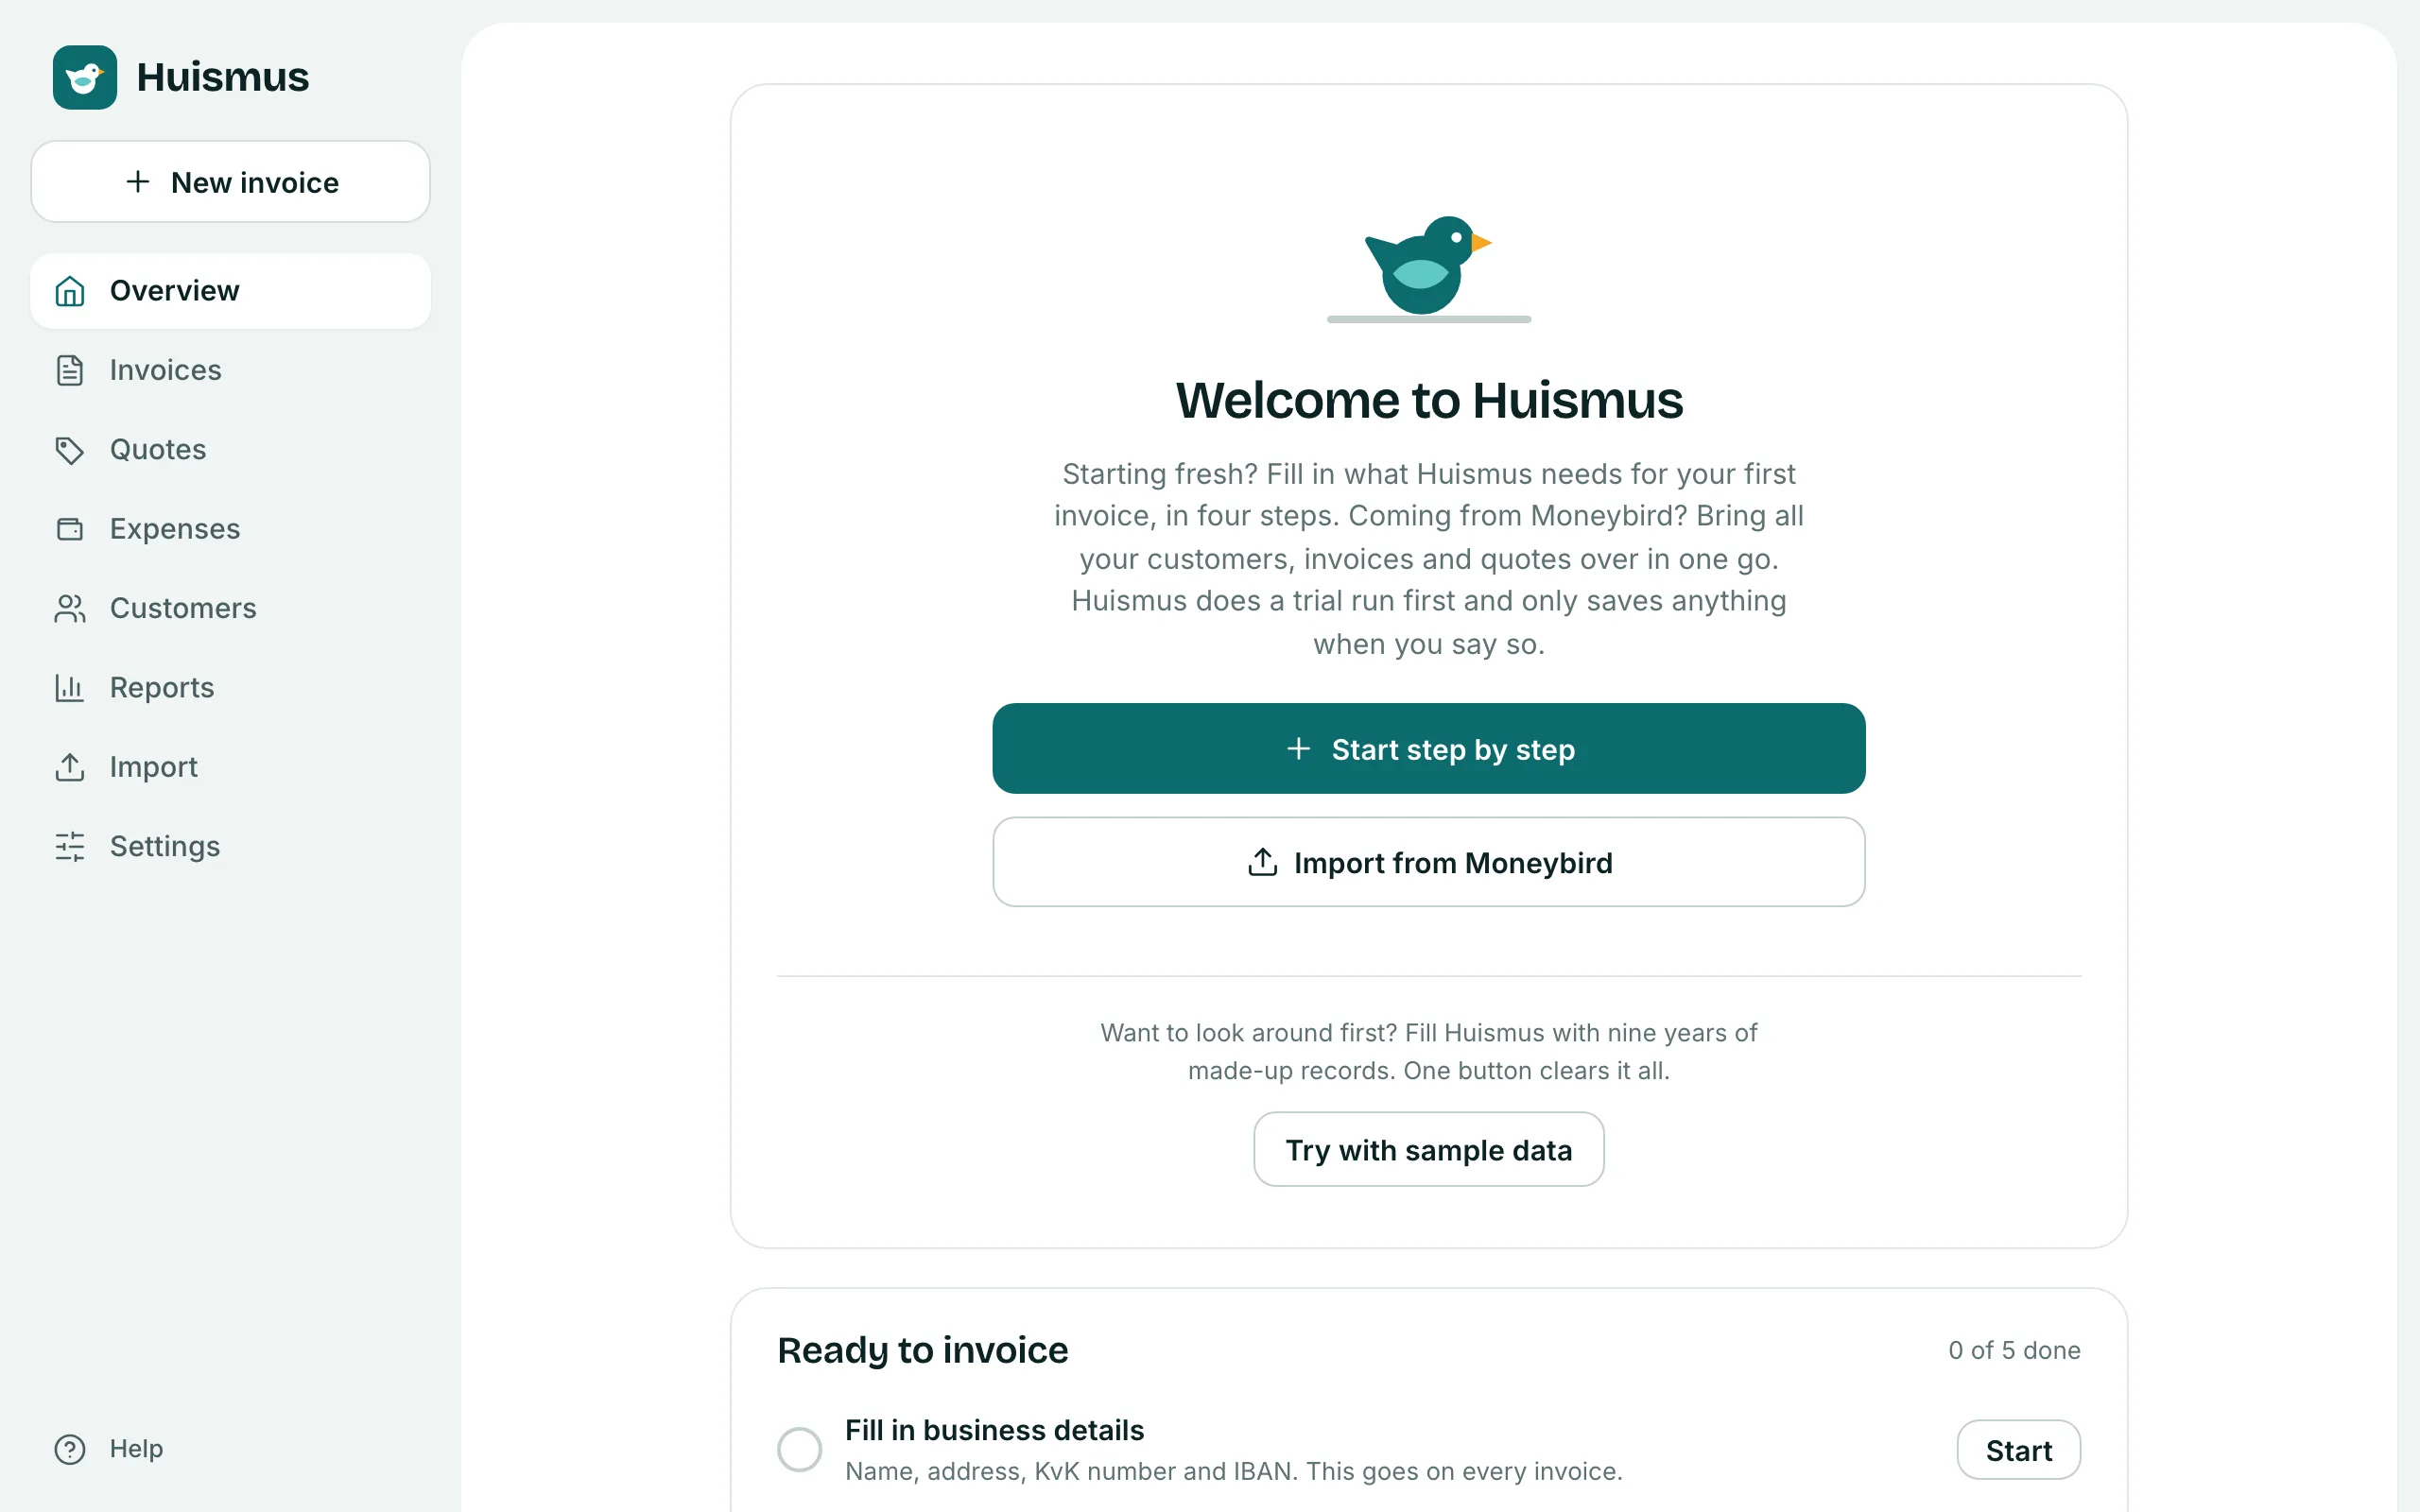 Huismus
New invoice
Overview
Invoices
Quotes
Expenses
Customers
Reports
Import
Settings
Help
Welcome to Huismus
Starting fresh? Fill in what Huismus needs for your first
invoice, in four steps. Coming from Moneybird? Bring all
your customers, invoices and quotes over in one go.
Huismus does a trial run first and only saves anything
when you say so.
Start step by step
Import from Moneybird
Want to look around first? Fill Huismus with nine years of
made-up records. One button clears it all.
Try with sample data
Ready to invoice
0 of 5 done
Fill in business details
Name, address, KvK number and IBAN. This goes on every invoice.
Start